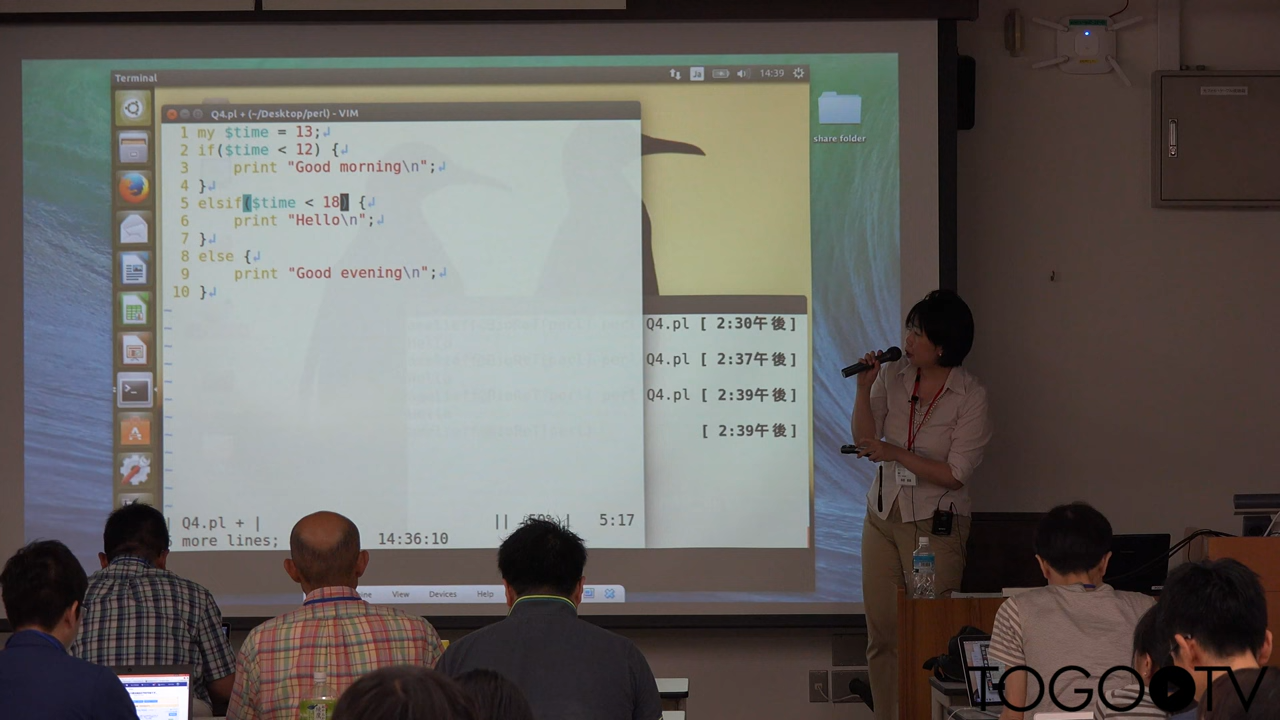 Terminal
Ja
14:39
Q4.pl + (~/Desktop/perl) - VIM
share folder
1 my $time = 13;
2 if($time < 12) {
3     print "Good morning\n";
4 }
5 elsif($time < 18) {
6     print "Hello\n";
7 }
8 else {
9     print "Good evening\n";
10 }
Q4.pl [ 2:30午後]
Q4.pl [ 2:37午後]
Q4.pl [ 2:39午後]
[ 2:39午後]
Q4.pl + |
5:17
more lines;
14:36:10
View Devices Help
TOGOTV